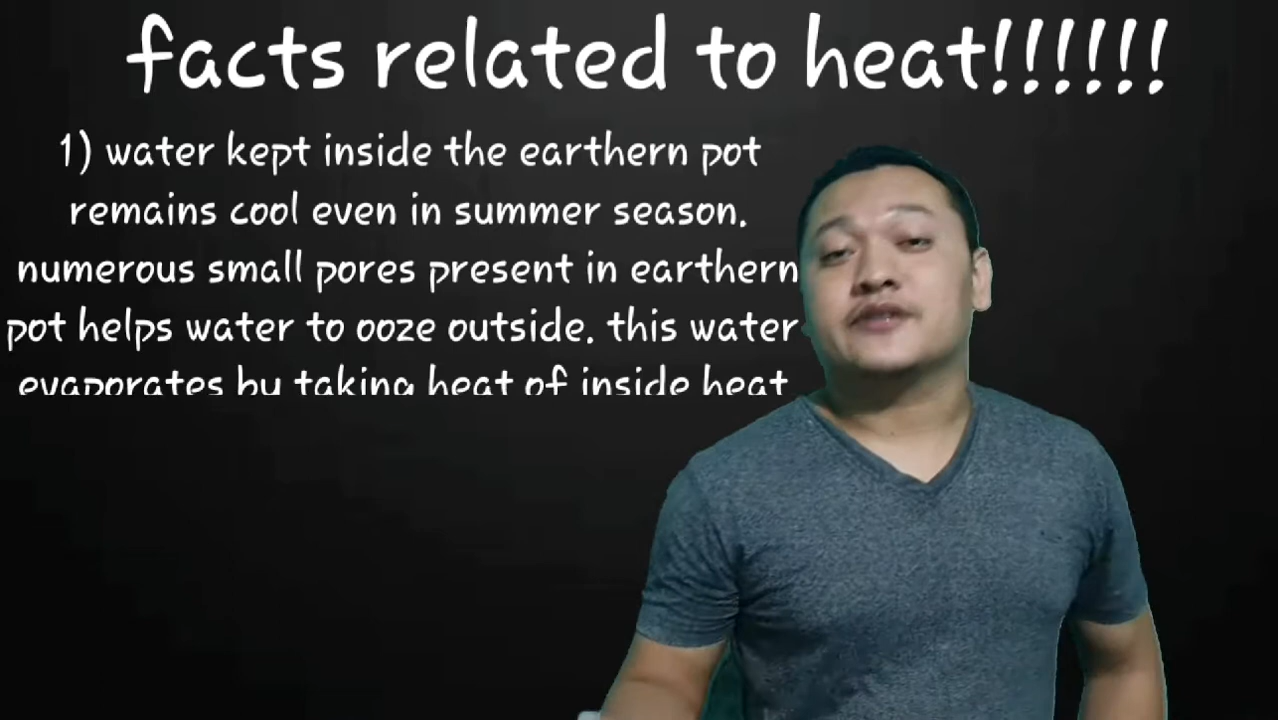 facts related to heat!!!!!!
1) water kept inside the earthern pot
remains cool even in summer season.
numerous small pores present in earthern
pot helps water to ooze outside. this water
evaporates by taking heat of inside heat